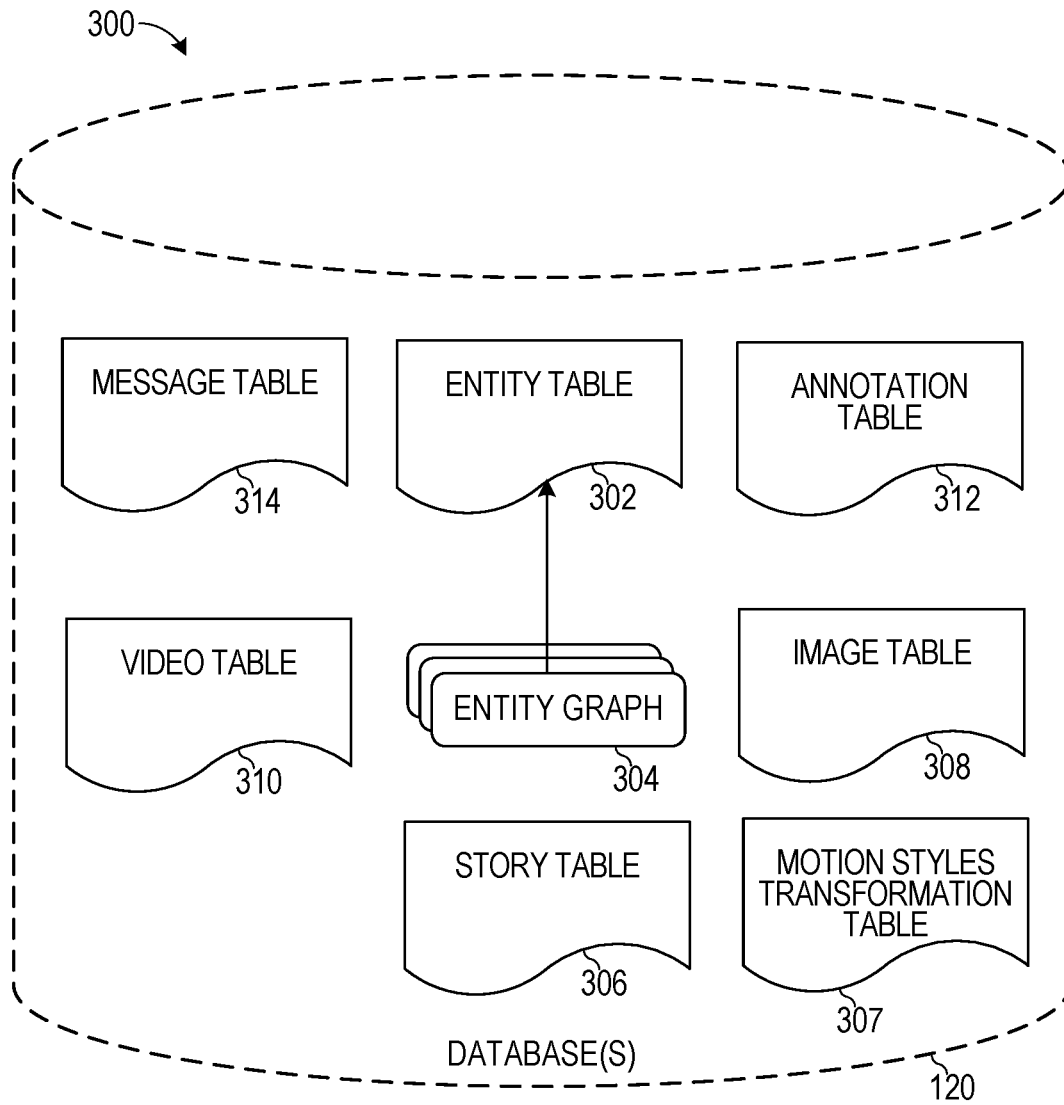 300
MESSAGE TABLE
314
ENTITY TABLE
302
ANNOTATION
TABLE
312
VIDEO TABLE
310
ENTITY GRAPH
304
IMAGE TABLE
308
STORY TABLE
306
MOTION STYLES
TRANSFORMATION
TABLE
307
DATABASE(S)
120